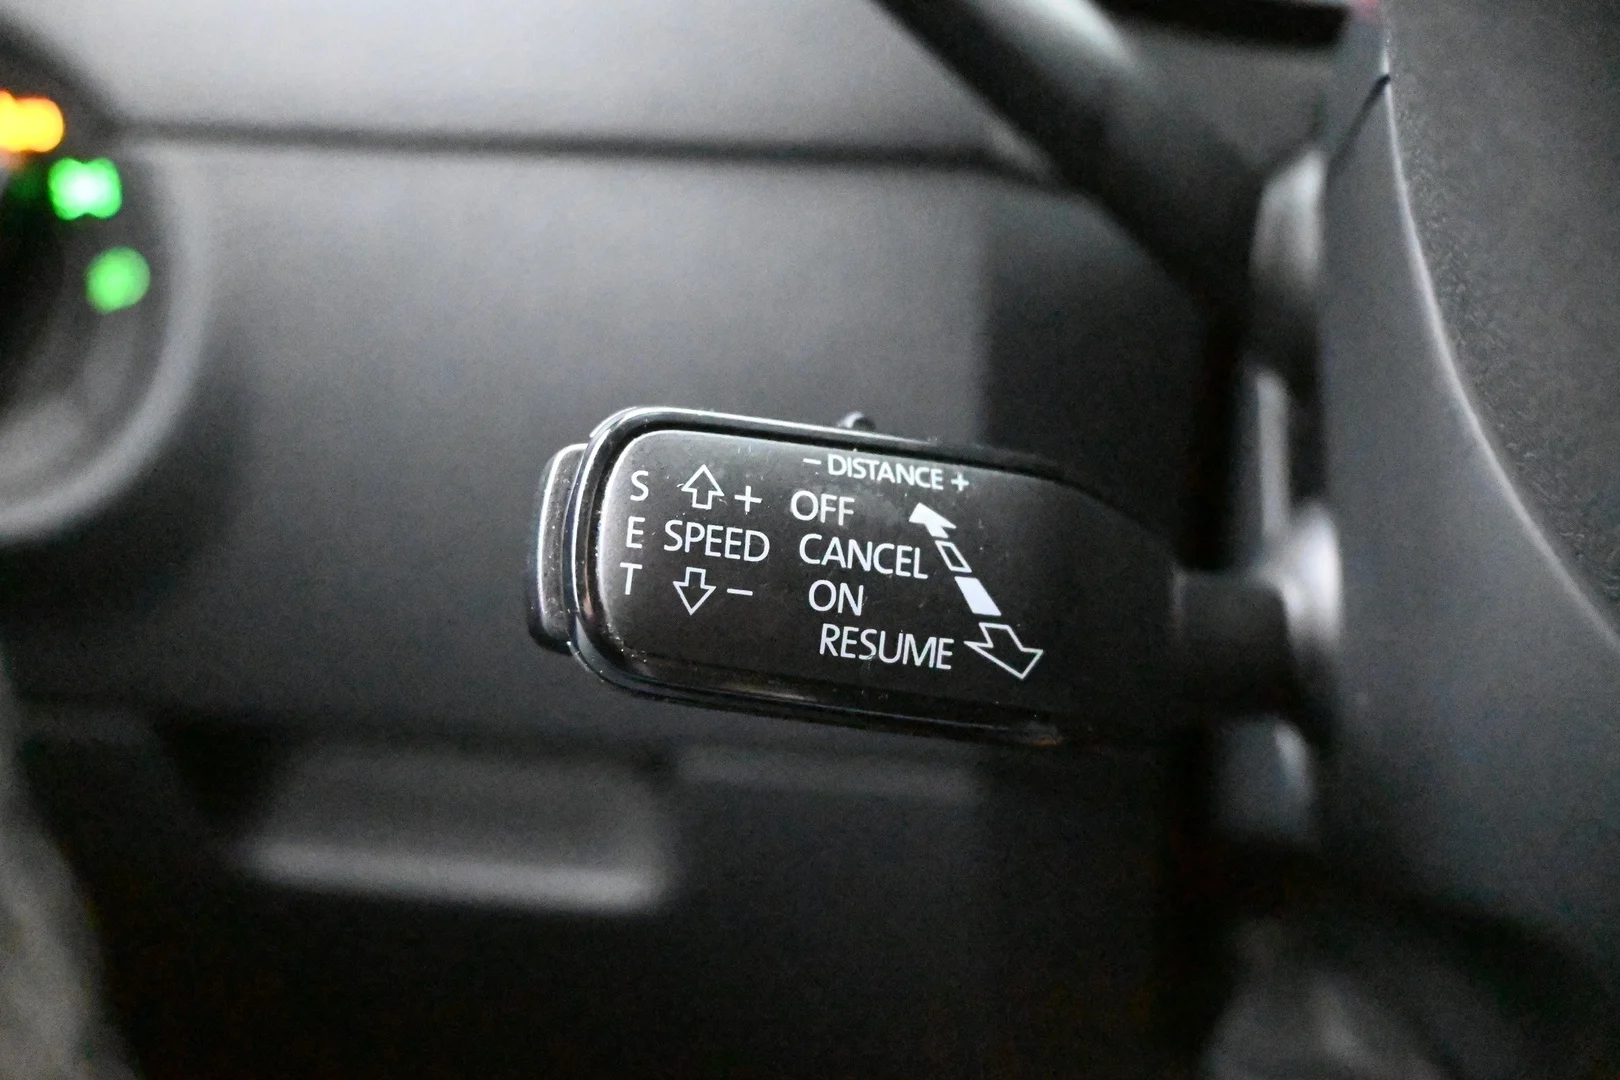 - DISTANCE +
S + OFF
E SPEED CANCEL
T - ON
RESUME